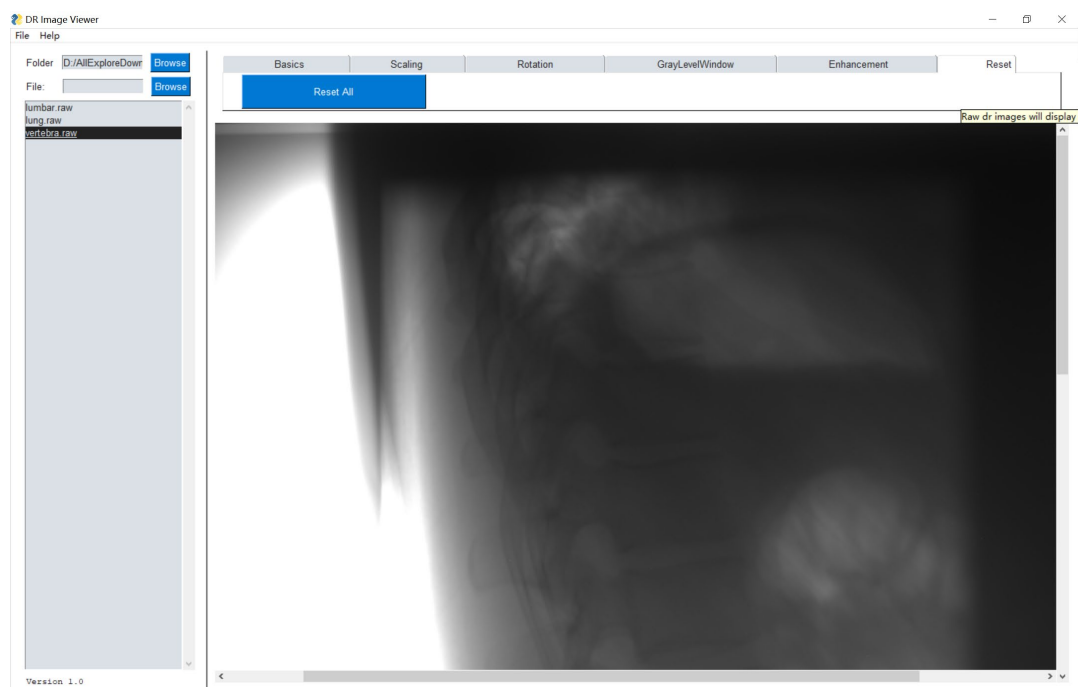 DR Image Viewer
File Help
Folder D:/AllExploreDowr Browse
File: Browse
lumbar.raw
lung.raw
vertebra.raw
Basics Scaling Rotation GrayLevelWindow Enhancement Reset
Reset All
Raw dr images will display
Version 1.0